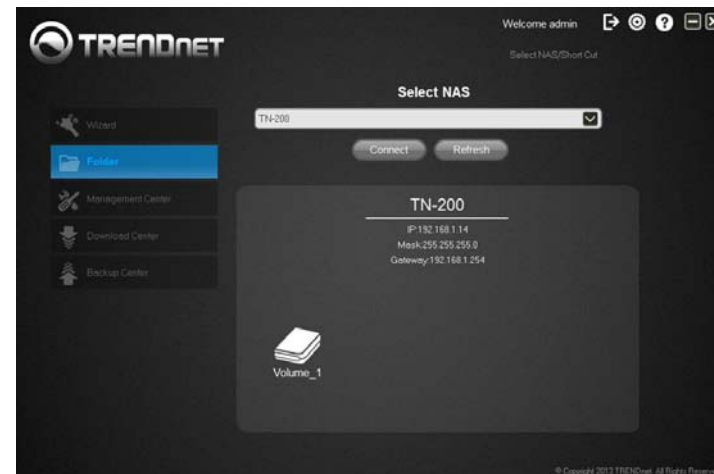 Welcome admin
TRENDNET
Select NAS/Short Cut
Select NAS
TN-200
Connect Refresh
Wizard
Folder
Management Center
Download Center
Backup Center
TN-200
IP:192.168.1.14
Mask:255.255.255.0
Gateway:192.168.1.254
Volume_1
© Copyright 2013 TRENDnet. All Rights Reserve